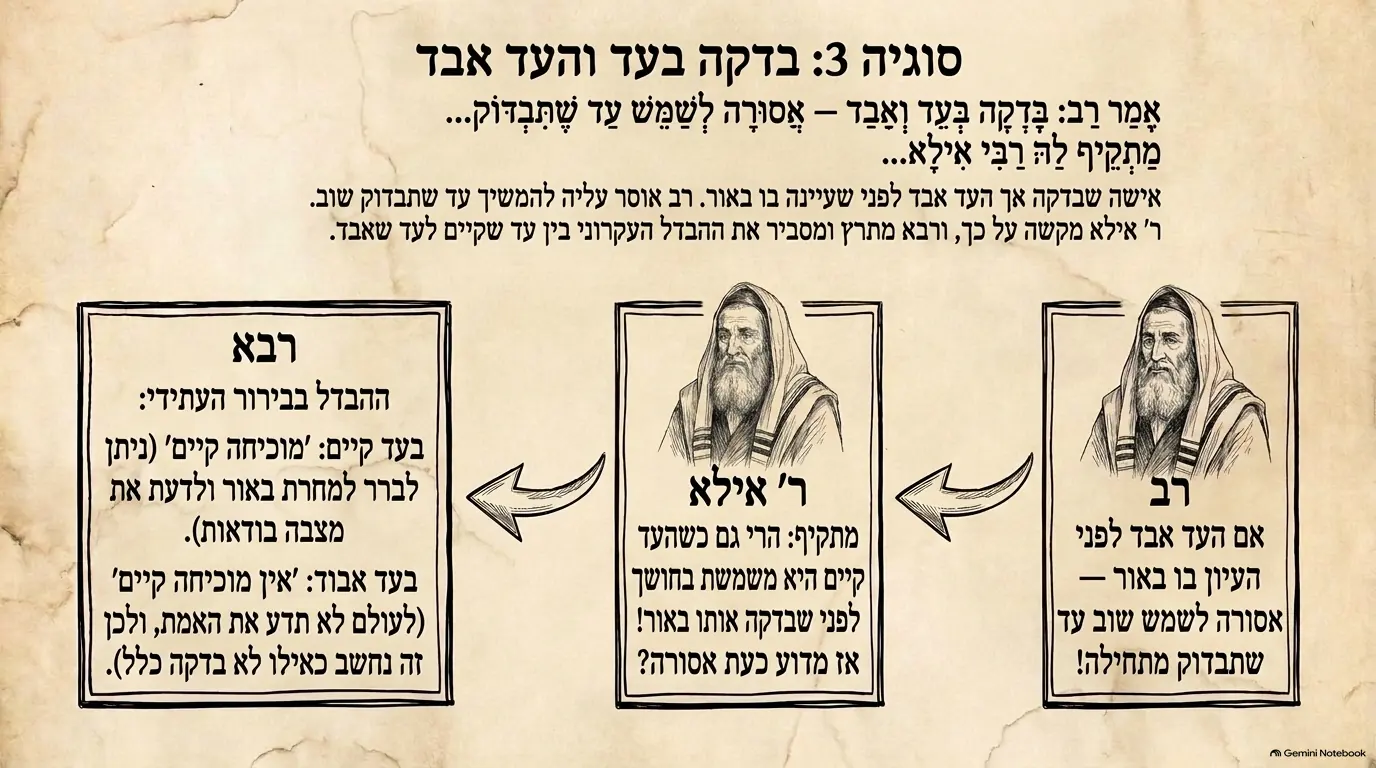 סוגיה 3: בדקה בעד והעד אבד
אָמַר רַב: בָּדְקָה בְּעֵד וְאָבַד – אֲסוּרָה לְשַׁמֵּשׁ עַד שֶׁתִּבְדּוֹק...
מַתְקֵיף לַהּ רַבִּי אִילָא...
אישה שבדקה אך העד אבד לפני שעיינה בו באור. רב אוסר עליה להמשיך עד שתבדוק שוב.
ר' אילא מקשה על כך, ורבא מתרץ ומסביר את ההבדל העקרוני בין עד שקיים לעד שאבד.
רב
אם העד אבד לפני
העיון בו באור –
אסורה לשמש שוב עד
שתבדוק מתחילה!
ר' אילא
מתקיף: הרי גם כשהעד
קיים היא משמשת בחושך
לפני שבדקה אותו באור!
אז מדוע כעת אסורה?
רבא
ההבדל בבירור העתידי:
בעד קיים: 'מוכיחה קיים' (ניתן
לברר למחרת באור ולדעת את
מצבה בודאות).
בעד אבוד: 'אין מוכיחה קיים'
(לעולם לא תדע את האמת, ולכן
זה נחשב כאילו לא בדקה כלל).
Gemini Notebook